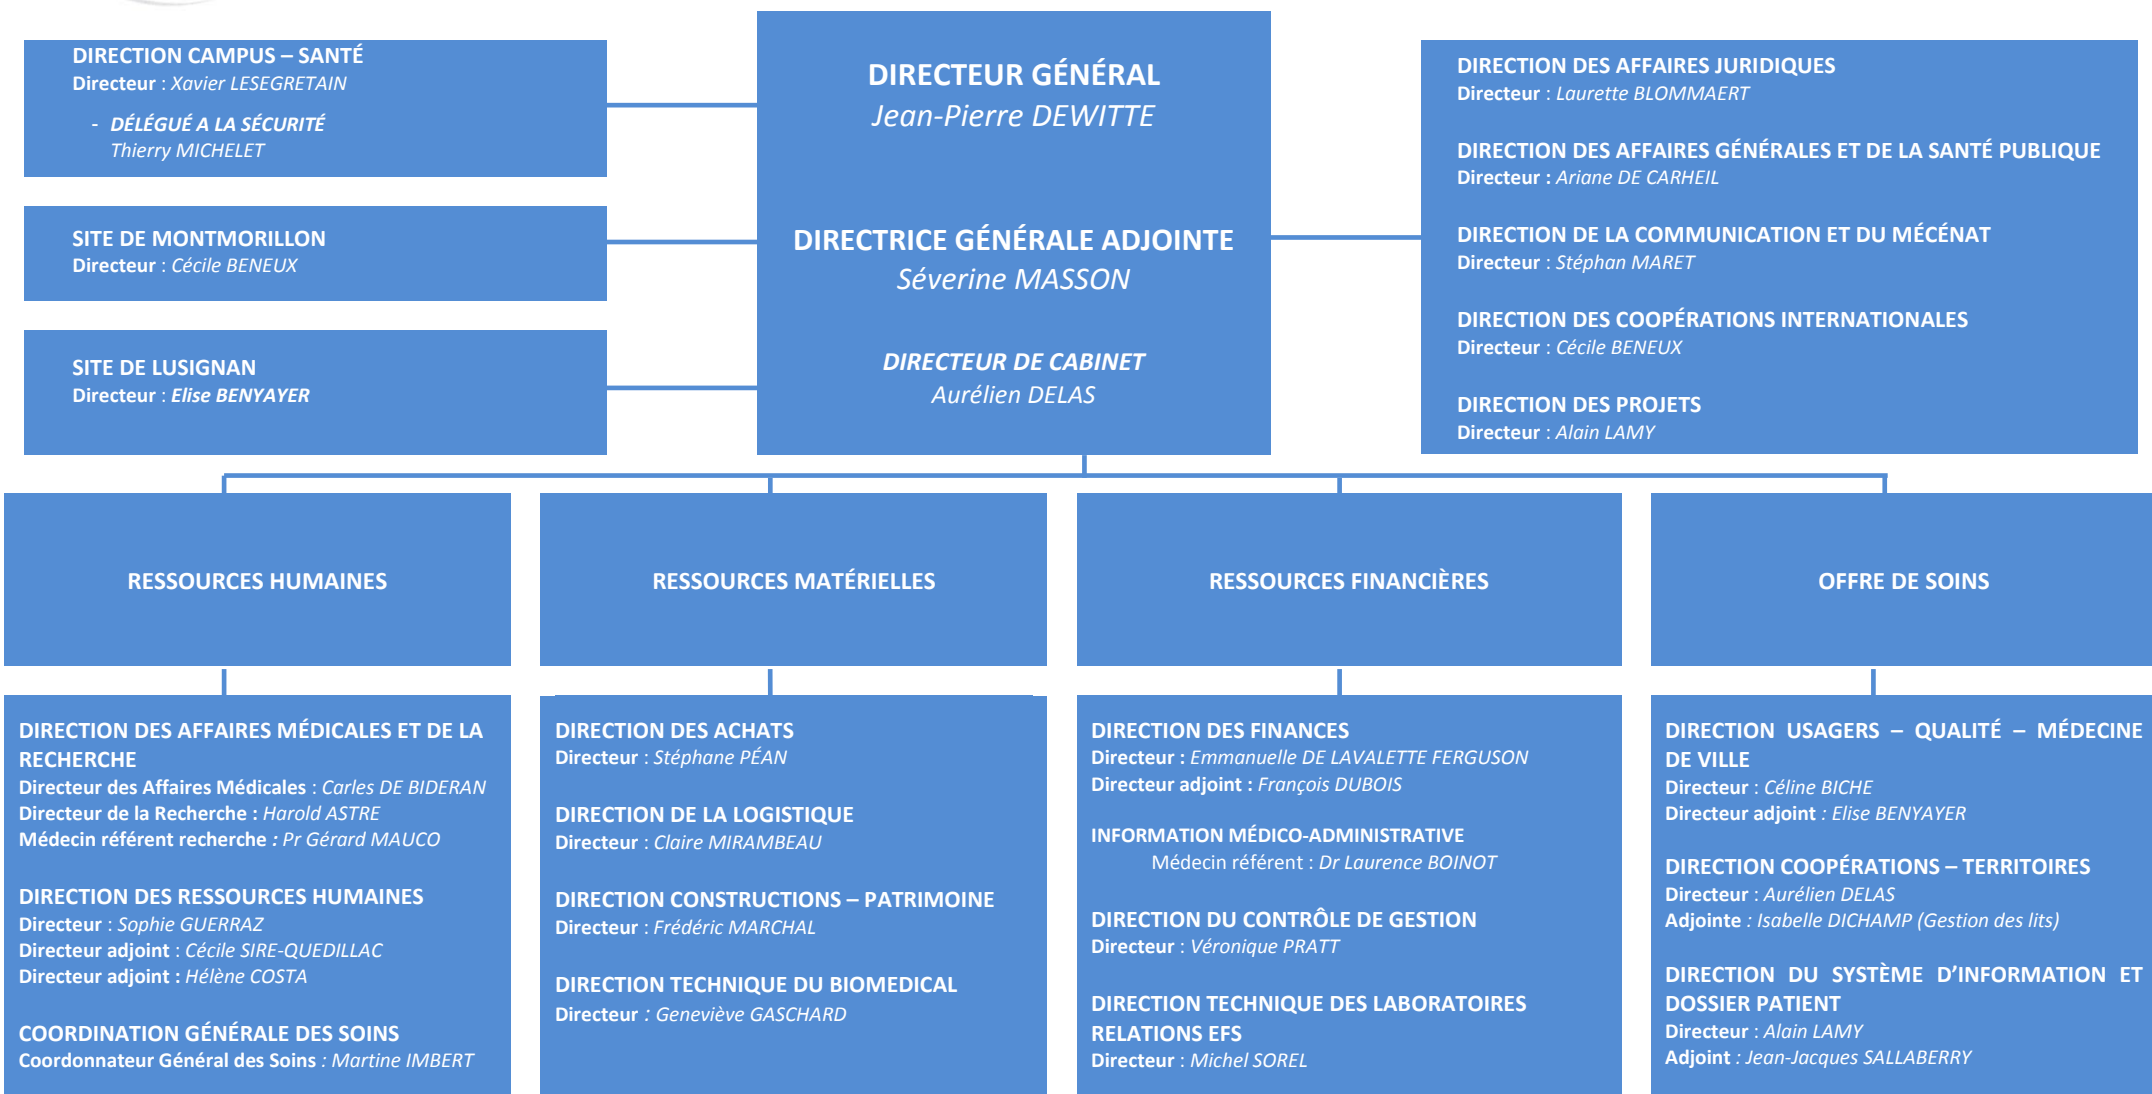 DIRECTION CAMPUS – SANTÉ
Directeur : Xavier LESEGRETAIN
- DÉLÉGUÉ A LA SÉCURITÉ
Thierry MICHELET
SITE DE MONTMORILLON
Directeur : Cécile BENEUX
SITE DE LUSIGNAN
Directeur : Elise BENYAYER
DIRECTEUR GÉNÉRAL
Jean-Pierre DEWITTE
DIRECTRICE GÉNÉRALE ADJOINTE
Séverine MASSON
DIRECTEUR DE CABINET
Aurélien DELAS
DIRECTION DES AFFAIRES JURIDIQUES
Directeur : Laurette BLOMMAERT
DIRECTION DES AFFAIRES GÉNÉRALES ET DE LA SANTÉ PUBLIQUE
Directeur : Ariane DE CARHEIL
DIRECTION DE LA COMMUNICATION ET DU MÉCÉNAT
Directeur : Stéphan MARET
DIRECTION DES COOPÉRATIONS INTERNATIONALES
Directeur : Cécile BENEUX
DIRECTION DES PROJETS
Directeur : Alain LAMY
RESSOURCES HUMAINES
RESSOURCES MATÉRIELLES
RESSOURCES FINANCIÈRES
OFFRE DE SOINS
DIRECTION DES AFFAIRES MÉDICALES ET DE LA
RECHERCHE
Directeur des Affaires Médicales : Carles DE BIDERAN
Directeur de la Recherche : Harold ASTRE
Médecin référent recherche : Pr Gérard MAUCO
DIRECTION DES RESSOURCES HUMAINES
Directeur : Sophie GUERRAZ
Directeur adjoint : Cécile SIRE-QUEDILLAC
Directeur adjoint : Hélène COSTA
COORDINATION GÉNÉRALE DES SOINS
Coordonnateur Général des Soins : Martine IMBERT
DIRECTION DES ACHATS
Directeur : Stéphane PÉAN
DIRECTION DE LA LOGISTIQUE
Directeur : Claire MIRAMBEAU
DIRECTION CONSTRUCTIONS – PATRIMOINE
Directeur : Frédéric MARCHAL
DIRECTION TECHNIQUE DU BIOMEDICAL
Directeur : Geneviève GASCHARD
DIRECTION DES FINANCES
Directeur : Emmanuelle DE LAVALETTE FERGUSON
Directeur adjoint : François DUBOIS
INFORMATION MÉDICO-ADMINISTRATIVE
Médecin référent : Dr Laurence BOINOT
DIRECTION DU CONTRÔLE DE GESTION
Directeur : Véronique PRATT
DIRECTION TECHNIQUE DES LABORATOIRES
RELATIONS EFS
Directeur : Michel SOREL
DIRECTION USAGERS – QUALITÉ – MÉDECINE
DE VILLE
Directeur : Céline BICHE
Directeur adjoint : Elise BENYAYER
DIRECTION COOPÉRATIONS – TERRITOIRES
Directeur : Aurélien DELAS
Adjointe : Isabelle DICHAMP (Gestion des lits)
DIRECTION DU SYSTÈME D’INFORMATION ET
DOSSIER PATIENT
Directeur : Alain LAMY
Adjoint : Jean-Jacques SALLABERRY